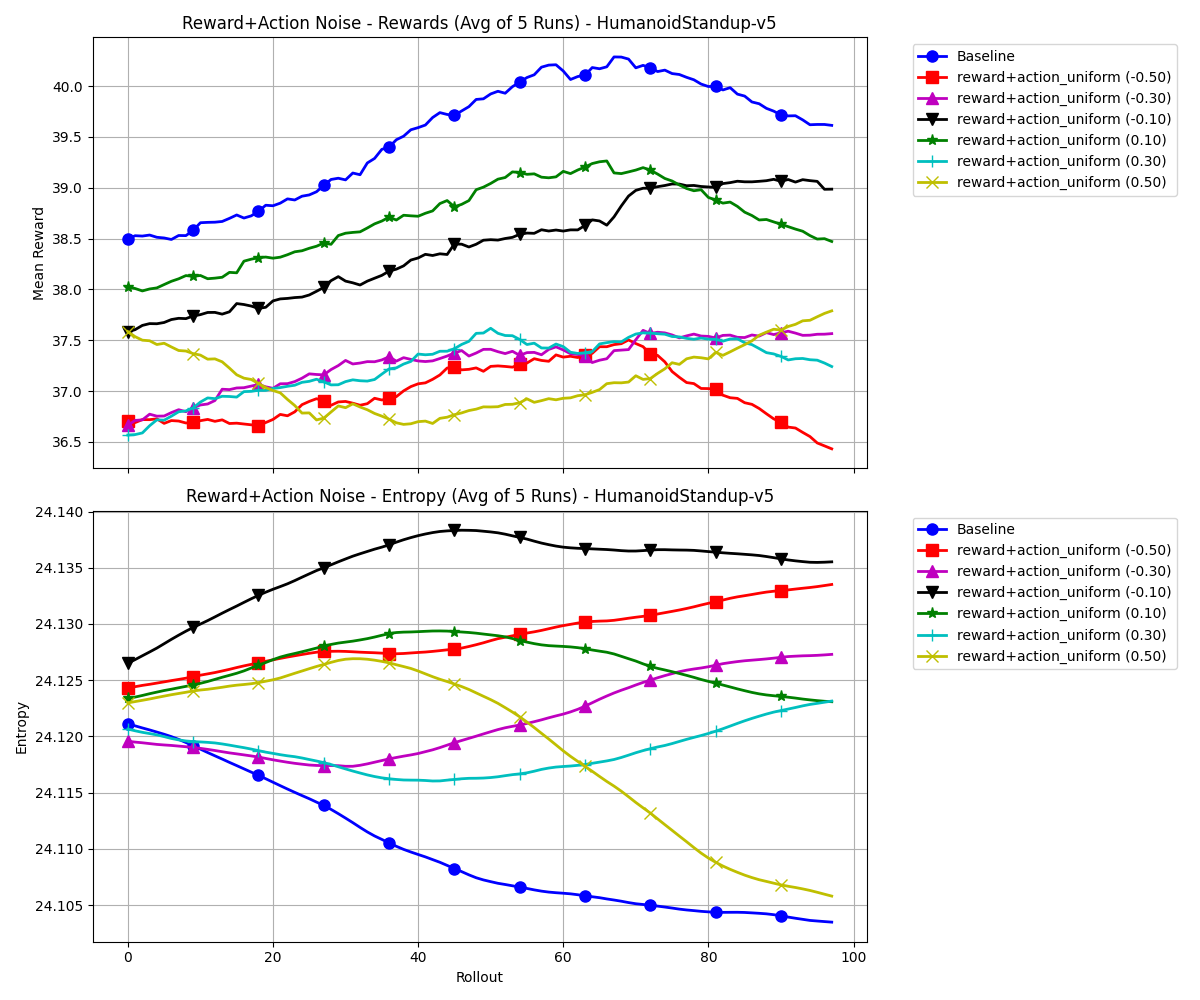 Reward+Action Noise - Rewards (Avg of 5 Runs) - HumanoidStandup-v5
40.0
39.5
39.0
38.5
38.0
37.5
37.0
36.5
Mean Reward
Baseline
reward+action_uniform (-0.50)
reward+action_uniform (-0.30)
reward+action_uniform (-0.10)
reward+action_uniform (0.10)
reward+action_uniform (0.30)
reward+action_uniform (0.50)
Reward+Action Noise - Entropy (Avg of 5 Runs) - HumanoidStandup-v5
24.140
24.135
24.130
24.125
24.120
24.115
24.110
24.105
Entropy
0 20 40 60 80 100
Rollout
Baseline
reward+action_uniform (-0.50)
reward+action_uniform (-0.30)
reward+action_uniform (-0.10)
reward+action_uniform (0.10)
reward+action_uniform (0.30)
reward+action_uniform (0.50)